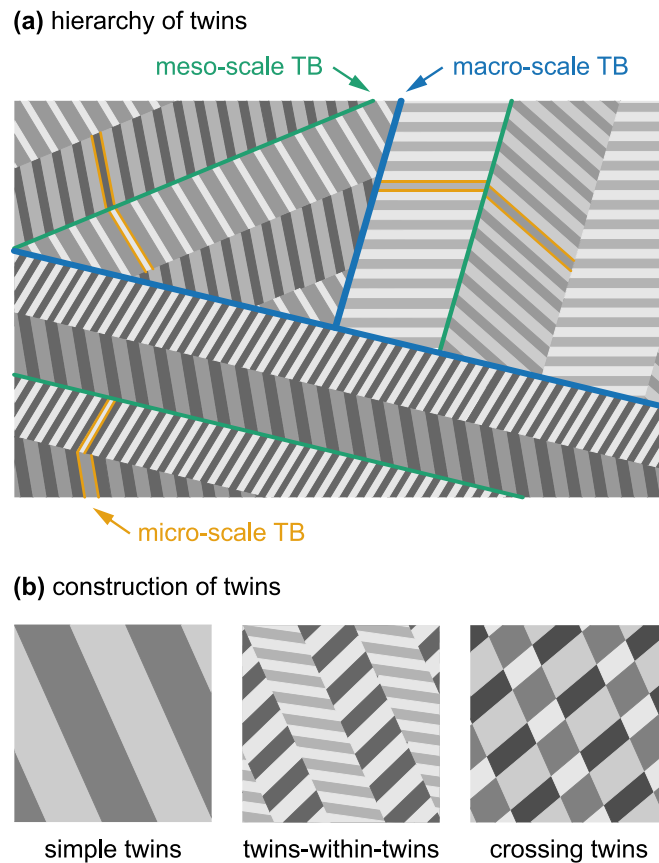 (a) hierarchy of twins
meso-scale TB
macro-scale TB
micro-scale TB
(b) construction of twins
simple twins
twins-within-twins
crossing twins